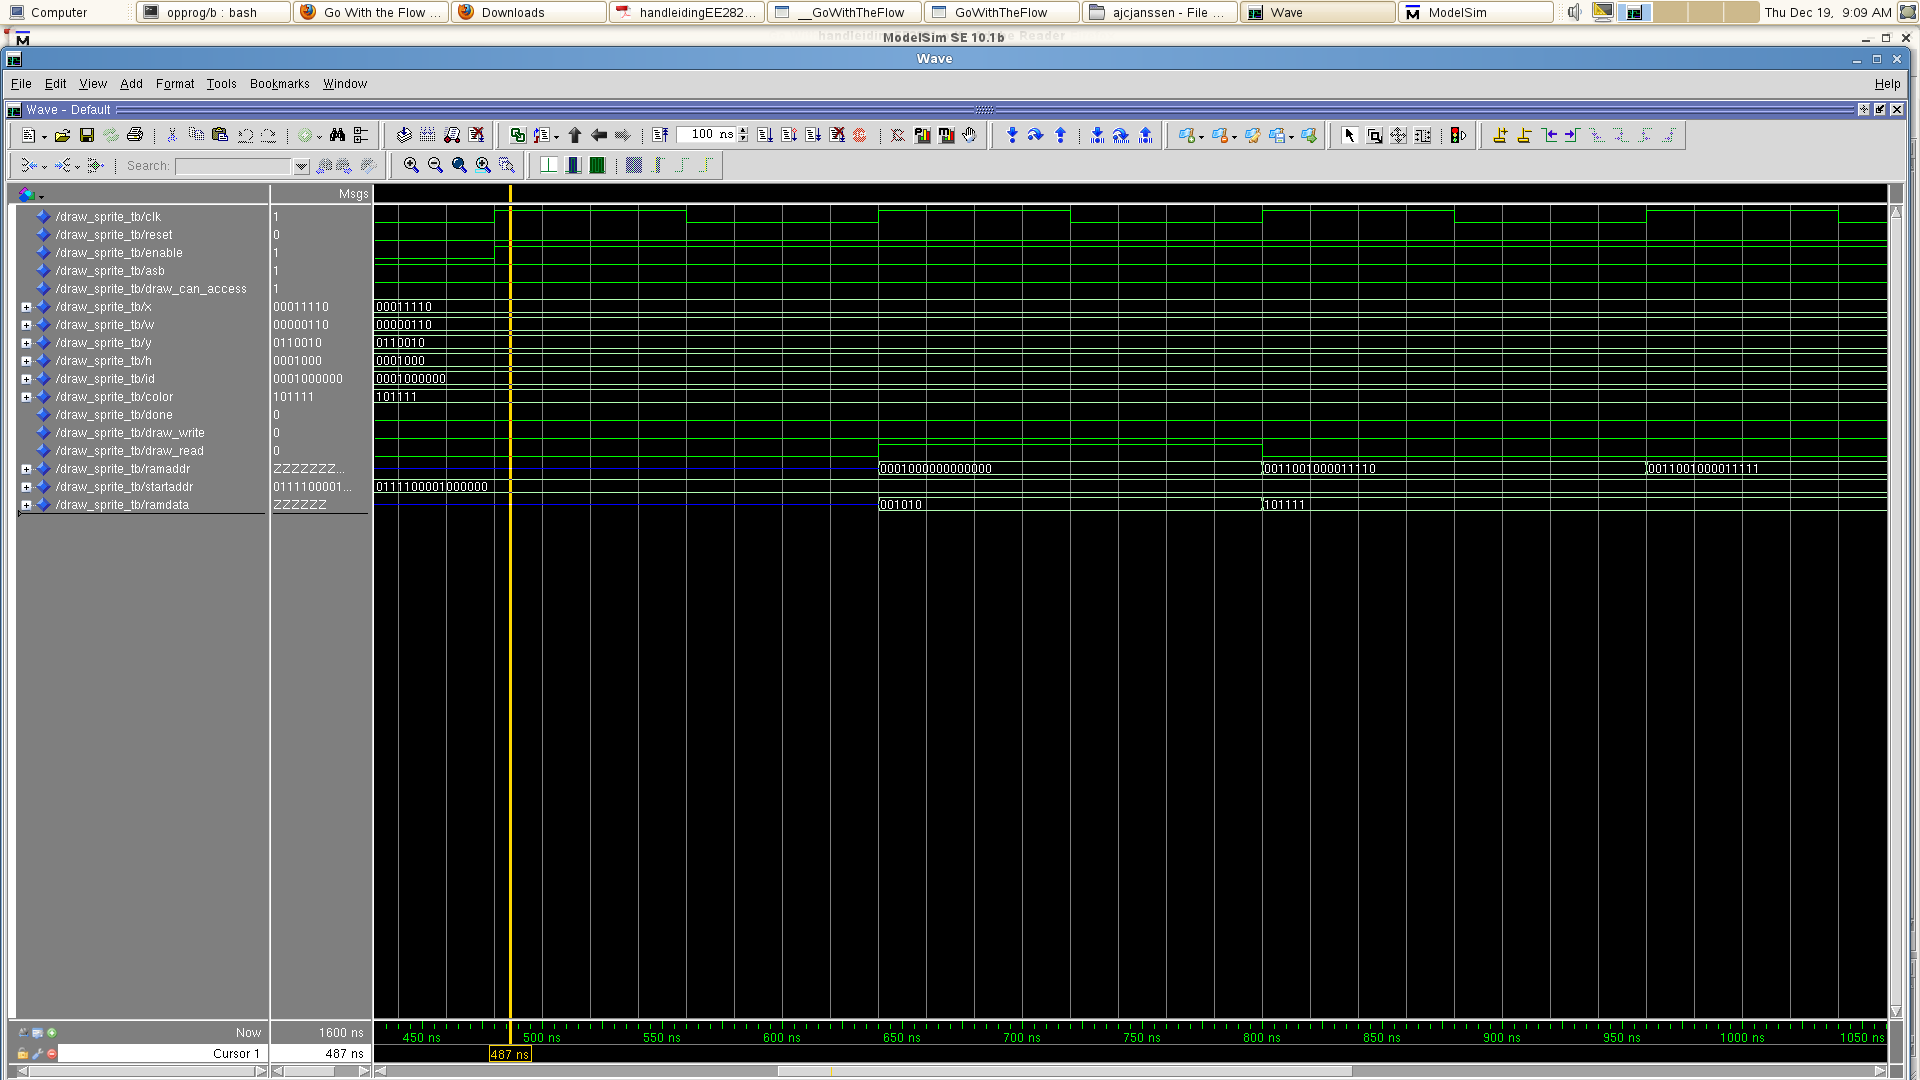 Computer opprog/b : bash Go With the Flow ... Downloads handleidingEE282... __GoWithTheFlow GoWithTheFlow ajcjanssen - File ... Wave ModelSim Thu Dec 19, 9:09 AM
ModelSim SE 10.1b
Wave
File Edit View Add Format Tools Bookmarks Window Help
Wave - Default
100 ns
Search:
Msgs
/draw_sprite_tb/clk 1
/draw_sprite_tb/reset 0
/draw_sprite_tb/enable 1
/draw_sprite_tb/asb 1
/draw_sprite_tb/draw_can_access 1
/draw_sprite_tb/x 00011110 00011110
/draw_sprite_tb/w 00000110 00000110
/draw_sprite_tb/y 0110010 0110010
/draw_sprite_tb/h 0001000 0001000
/draw_sprite_tb/id 0001000000 0001000000
/draw_sprite_tb/color 101111 101111
/draw_sprite_tb/done 0
/draw_sprite_tb/draw_write 0
/draw_sprite_tb/draw_read 0
/draw_sprite_tb/ramaddr ZZZZZZZ... 0001000000000000 0011001000011110 0011001000011111
/draw_sprite_tb/startaddr 0111100001... 0111100001000000
/draw_sprite_tb/ramdata ZZZZZZ 001010 101111
Now 1600 ns 450 ns 500 ns 550 ns 600 ns 650 ns 700 ns 750 ns 800 ns 850 ns 900 ns 950 ns 1000 ns 1050 ns
Cursor 1 487 ns 487 ns